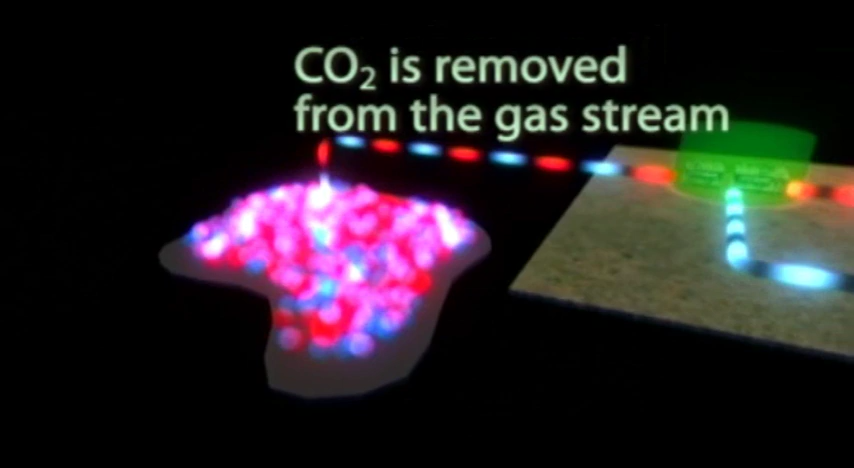 CO₂ is removed
from the gas stream